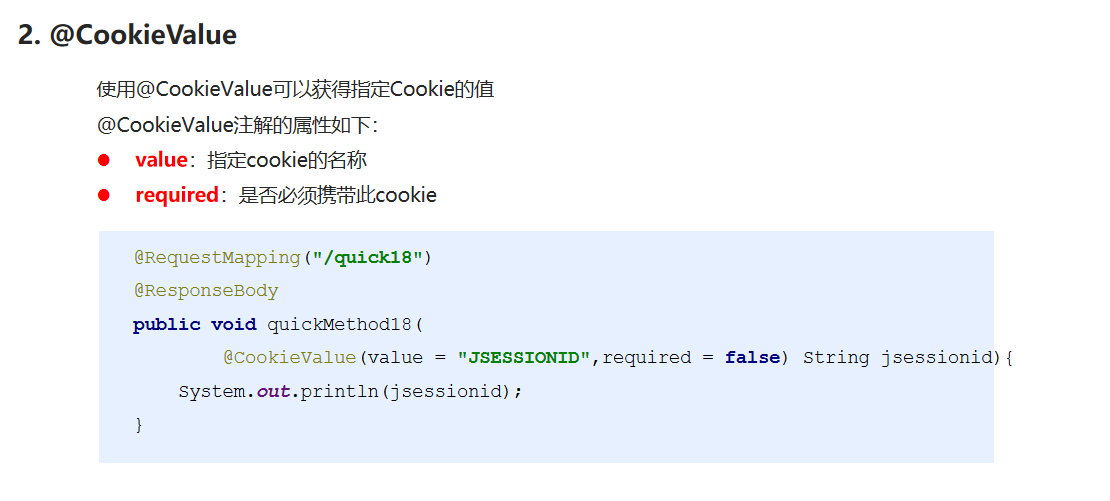 2. @CookieValue
使用@CookieValue可以获得指定Cookie的值
@CookieValue注解的属性如下：
● value：指定cookie的名称
● required：是否必须携带此cookie
@RequestMapping("/quick18")
@ResponseBody
public void quickMethod18(
@CookieValue(value = "JSESSIONID",required = false) String jsessionid){
System.out.println(jsessionid);
}